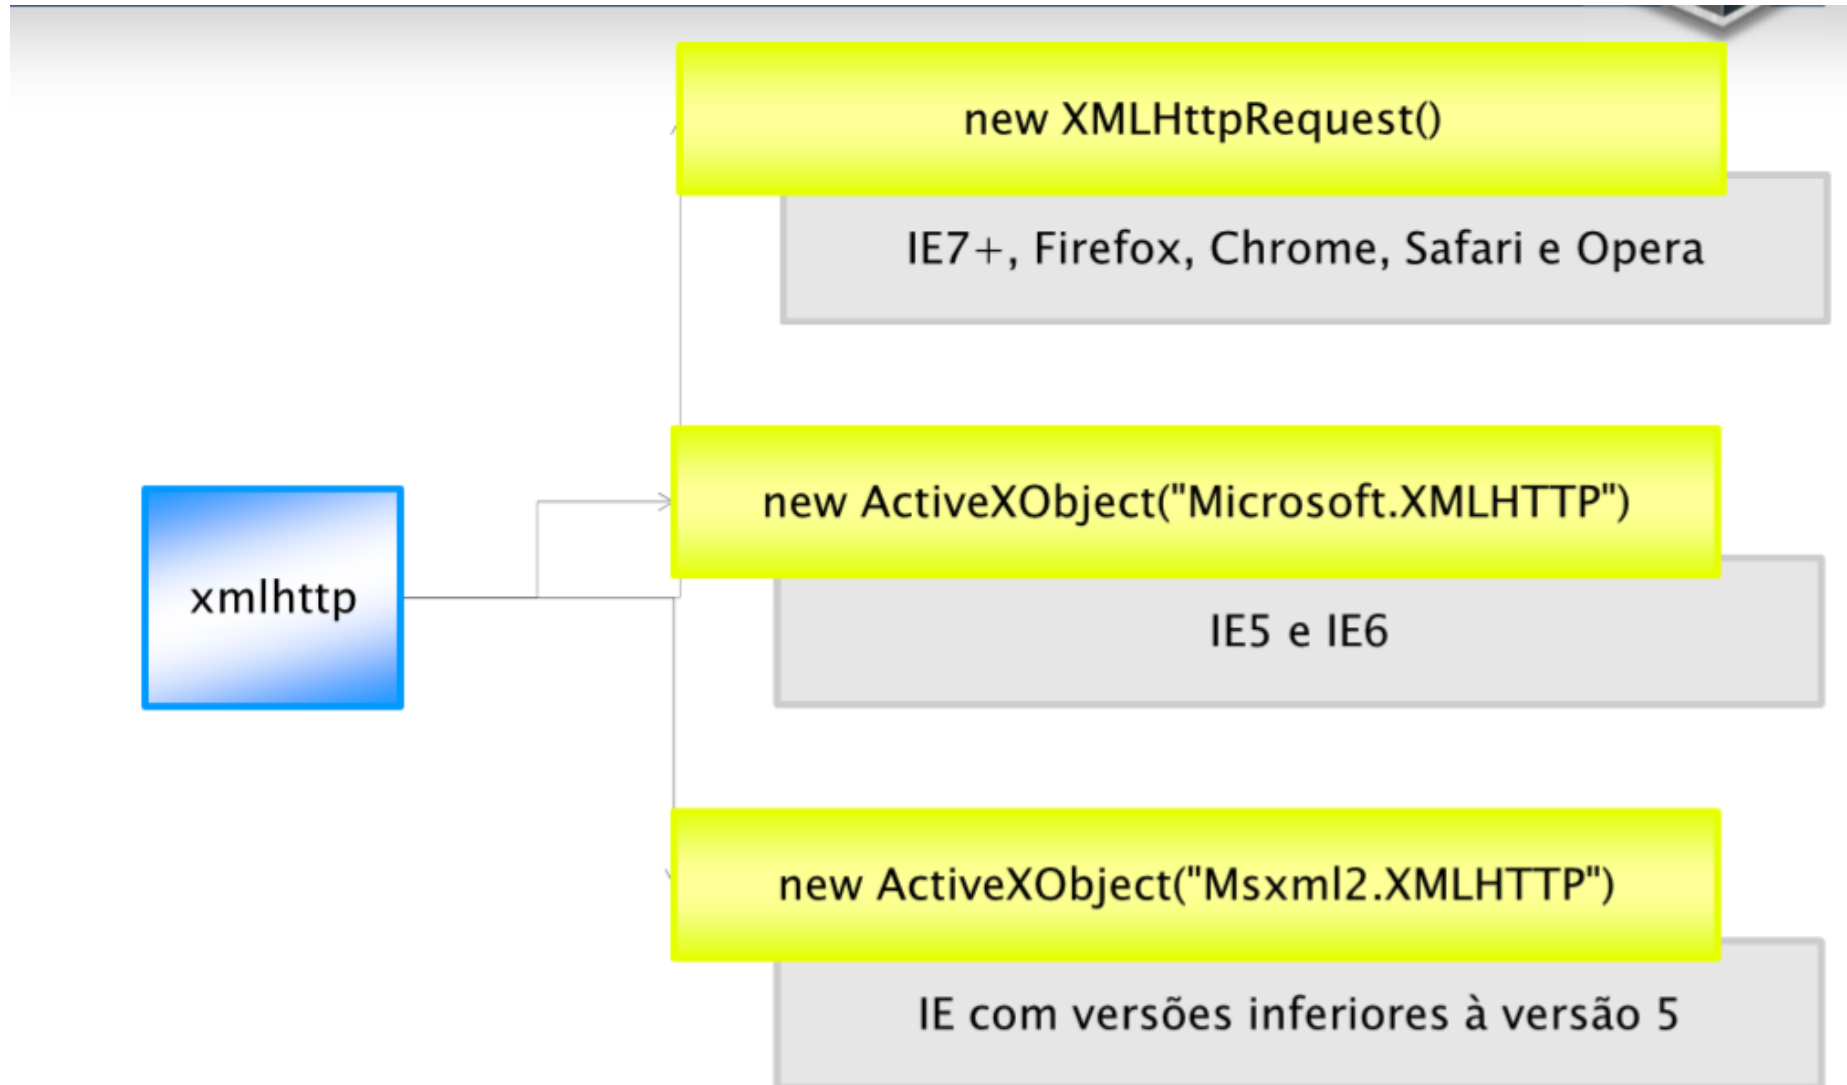 new XMLHttpRequest()
IE7+, Firefox, Chrome, Safari e Opera
new ActiveXObject("Microsoft.XMLHTTP")
xmlhttp
IE5 e IE6
new ActiveXObject("Msxml2.XMLHTTP")
IE com versões inferiores à versão 5